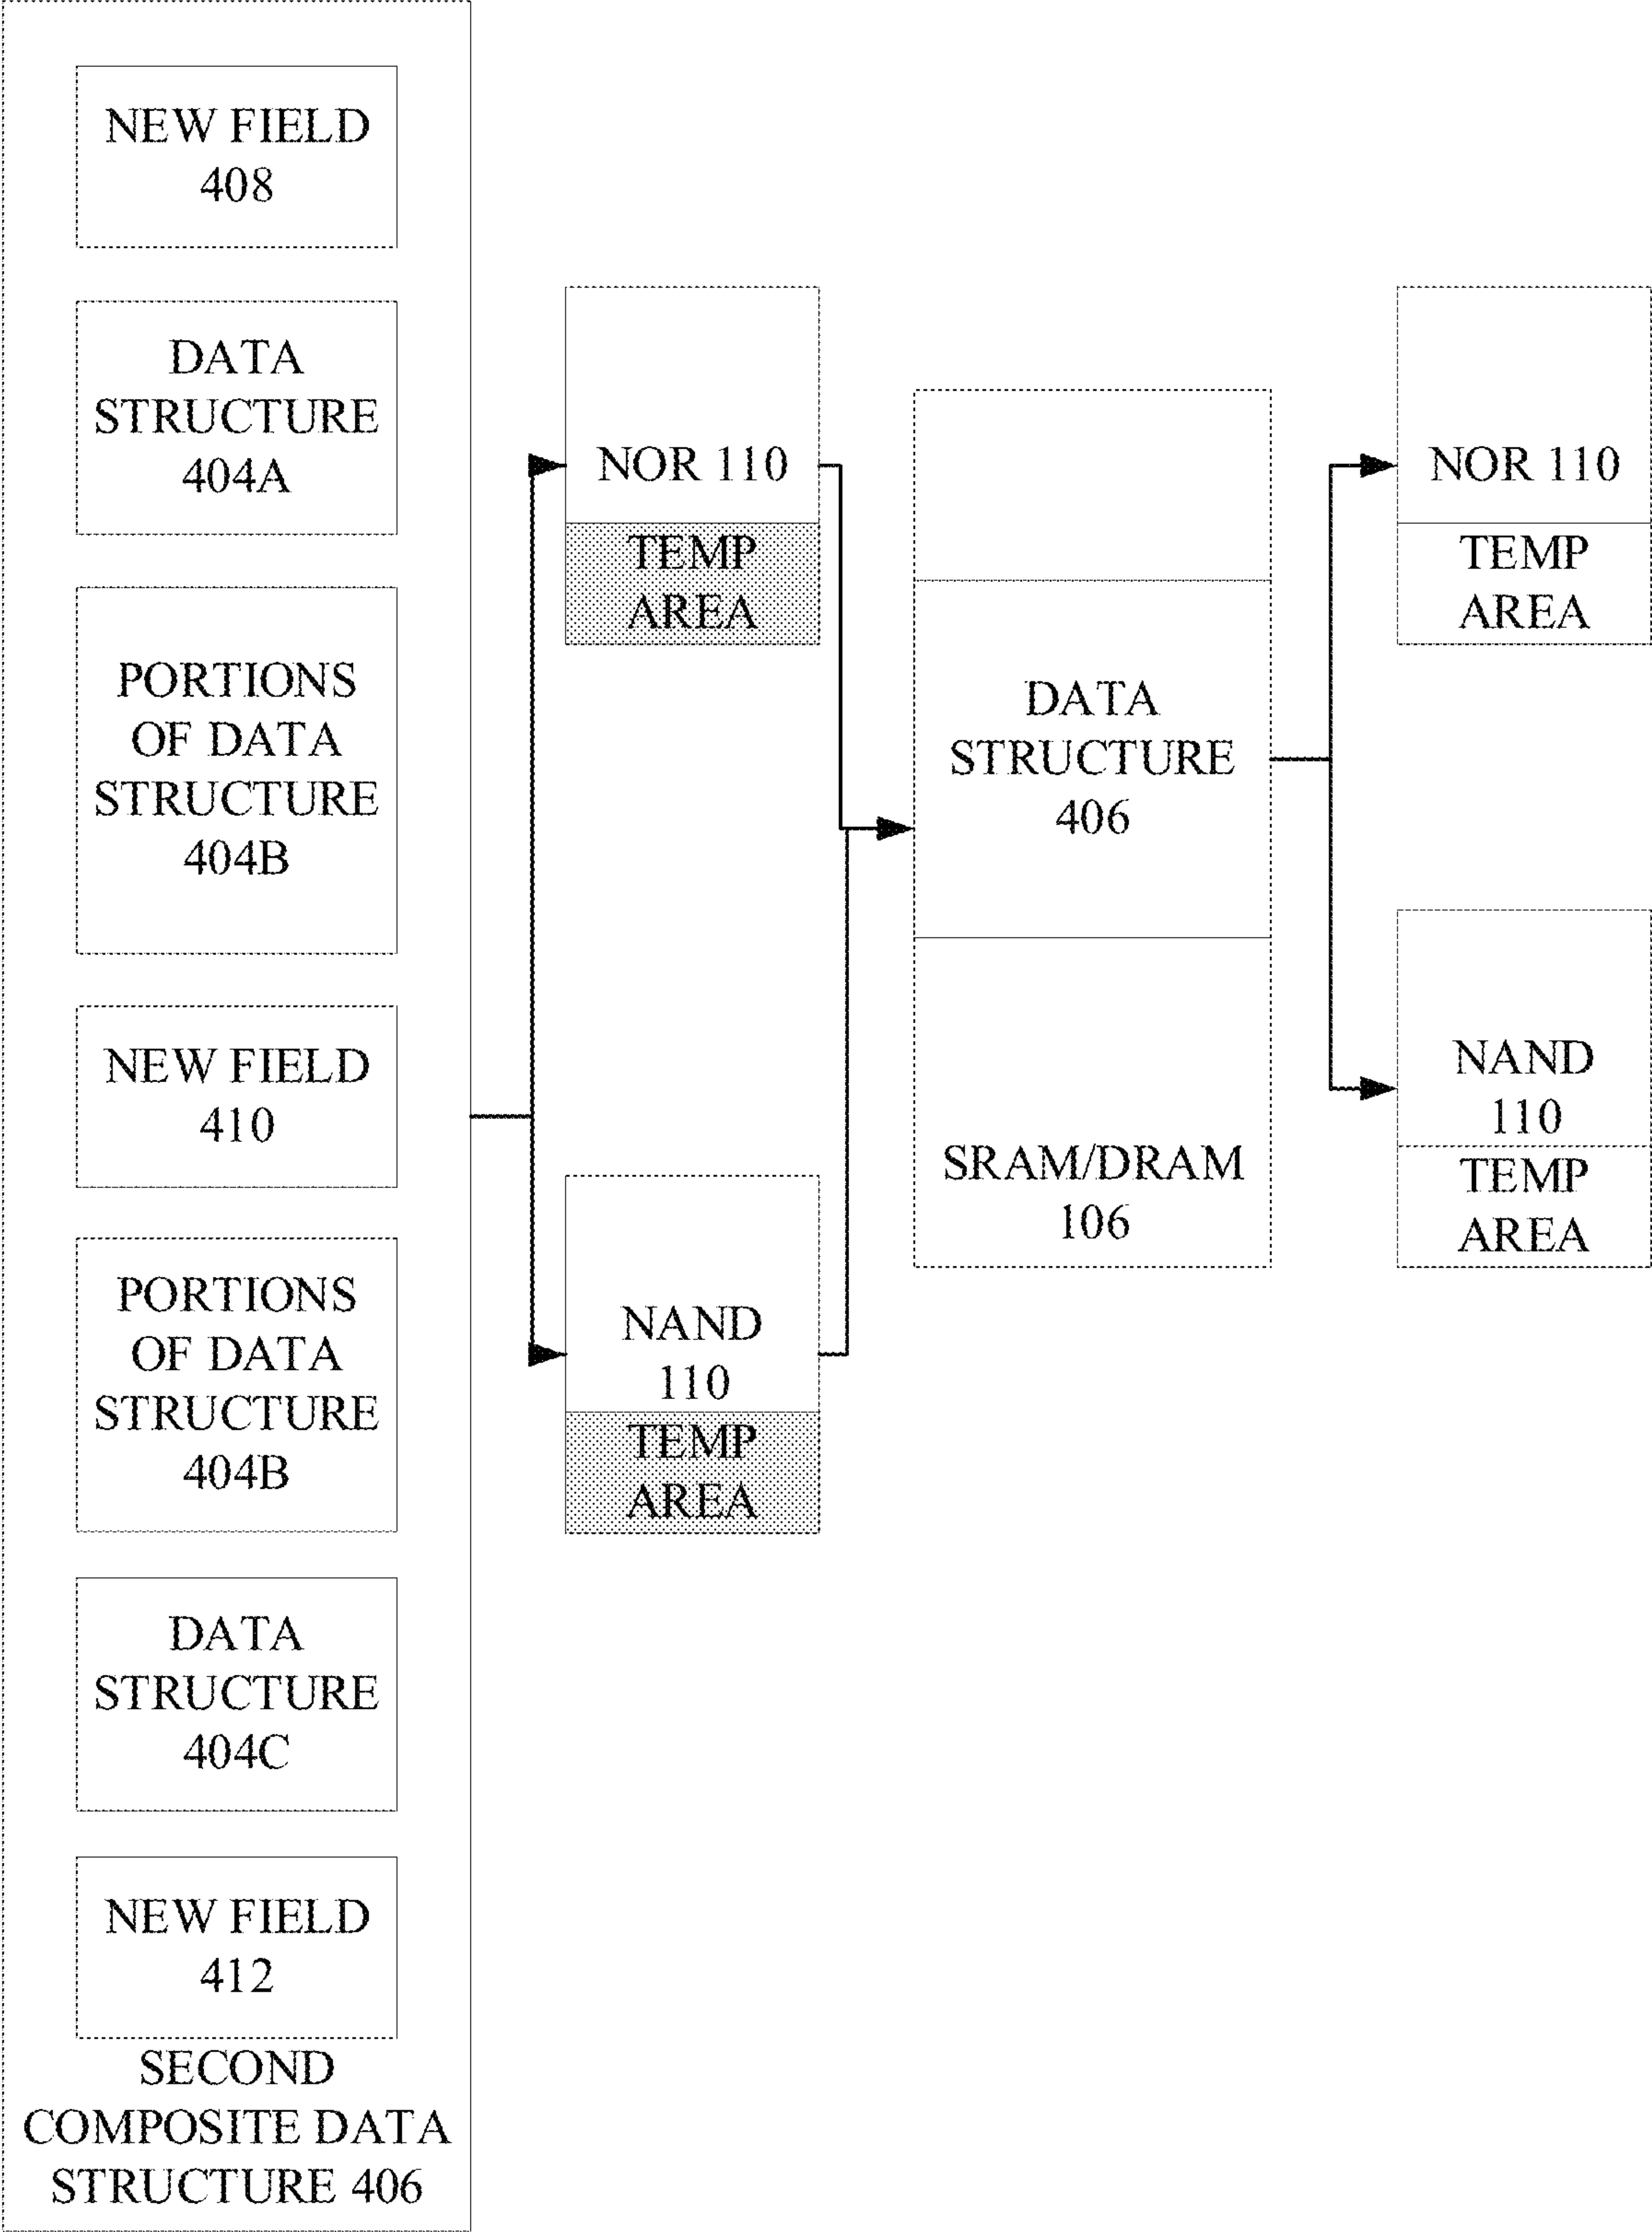 NEW FIELD
408
DATA
STRUCTURE
404A
PORTIONS
OF DATA
STRUCTURE
404B
NEW FIELD
410
PORTIONS
OF DATA
STRUCTURE
404B
DATA
STRUCTURE
404C
NEW FIELD
412
SECOND
COMPOSITE DATA
STRUCTURE 406
NOR 110
TEMP
AREA
NAND
110
TEMP
AREA
DATA
STRUCTURE
406
SRAM/DRAM
106
NOR 110
TEMP
AREA
NAND
110
TEMP
AREA